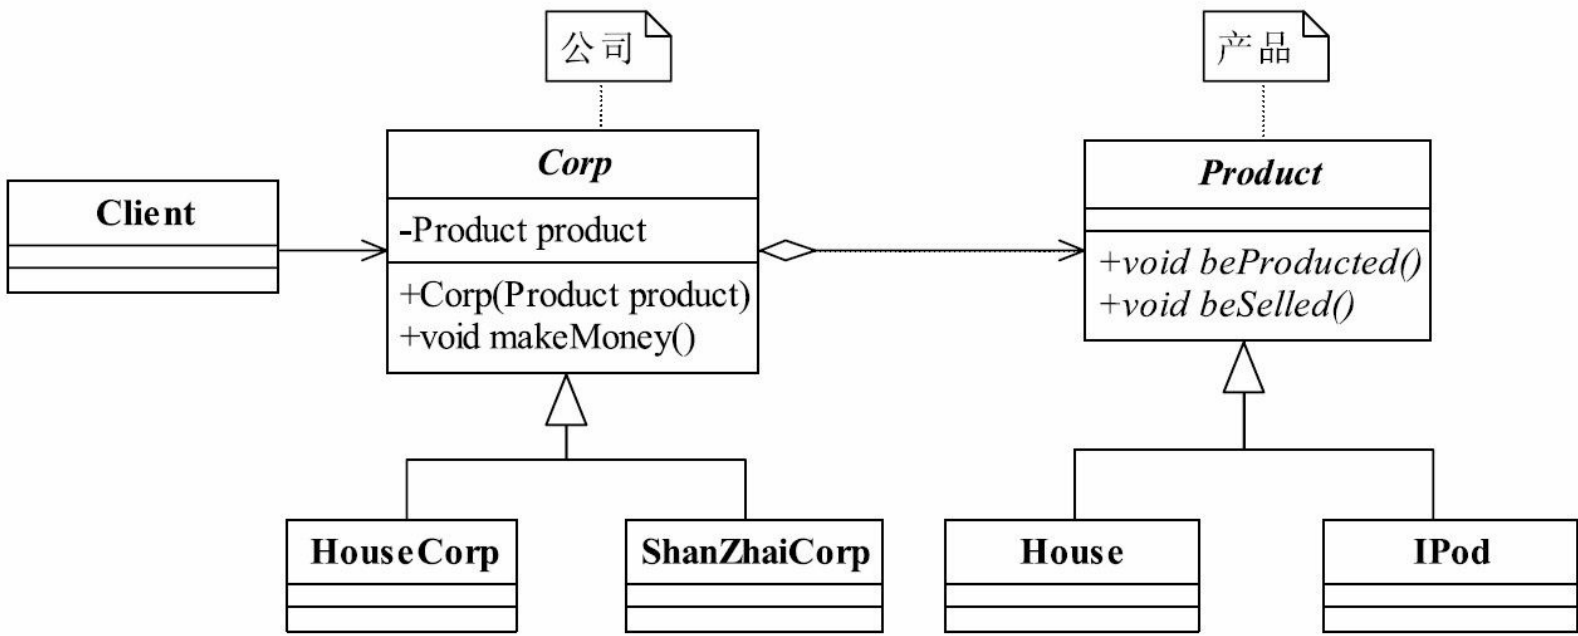 公司
产品
Client
Corp
-Product product
+Corp(Product product)
+void makeMoney()
Product
+void beProducted()
+void beSelled()
HouseCorp
ShanZhaiCorp
House
IPod